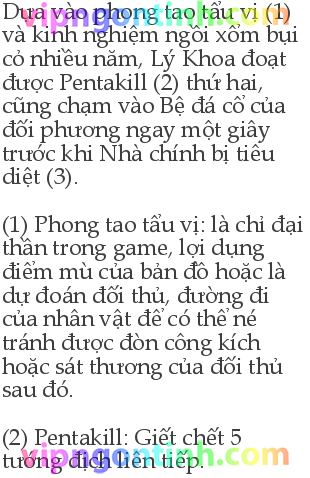 Dựa vào phong tao tẩu vị (1)
và kinh nghiệm ngồi xổm bụi
cỏ nhiều năm, Lý Khoa đoạt
được Pentakill (2) thứ hai,
cũng chạm vào Bệ đá cổ của
đối phương ngay một giây
trước khi Nhà chính bị tiêu
diệt (3).
(1) Phong tao tẩu vị: là chỉ đại
thần trong game, lợi dụng
điểm mù của bản đồ hoặc là
dự đoán đối thủ, đường đi
của nhân vật để có thể né
tránh được đòn công kích
hoặc sát thương của đối thủ
sau đó.
(2) Pentakill: Giết chết 5
tướng địch liên tiếp.
vipngontinh.com
vipngontinh.com
vipngontinh.com